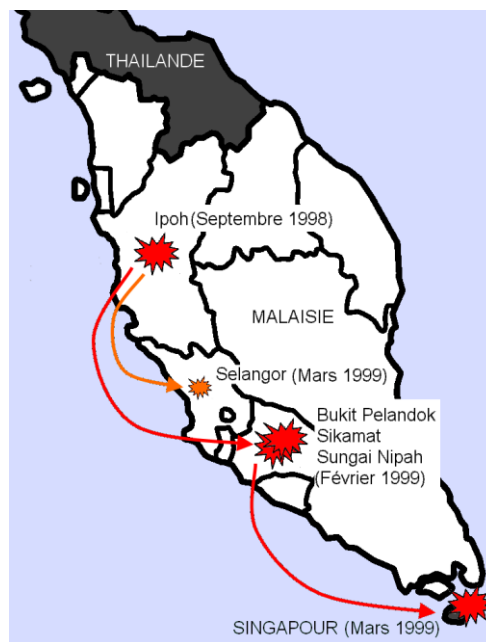 THAILANDE
Ipoh (Septembre 1998)
MALAISIE
Selangor (Mars 1999)
Bukit Pelandok
Sikamat
Sungai Nipah
(Février 1999)
SINGAPOUR (Mars 1999)